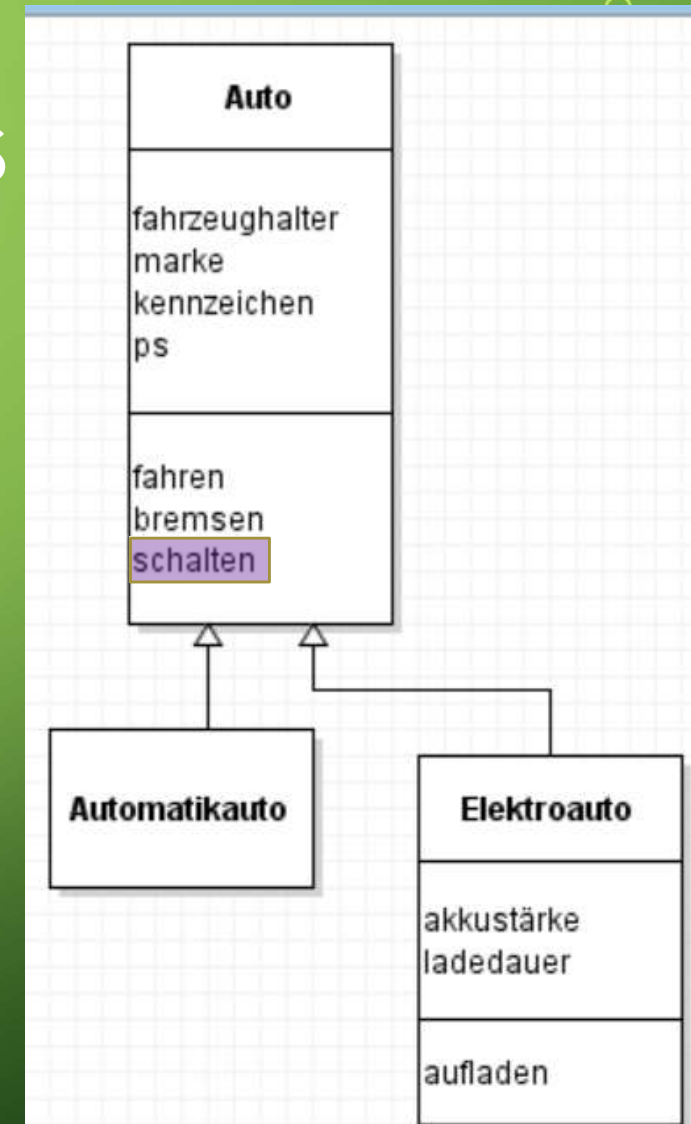 Auto
fahrzeughalter
marke
kennzeichen
ps
fahren
bremsen
schalten
Automatikauto
Elektroauto
akkustärke
ladedauer
aufladen